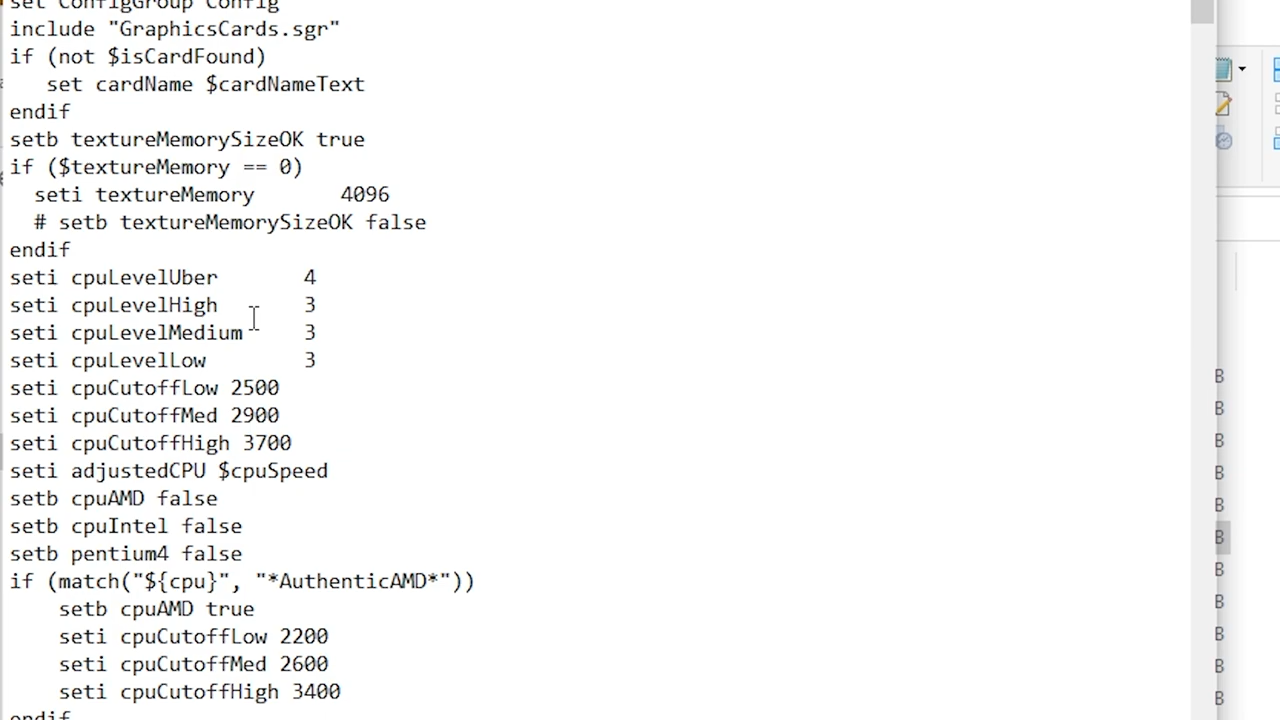 set ConfigGroup Config
include "GraphicsCards.sgr"
if (not $isCardFound)
set cardName $cardNameText
endif
setb textureMemorySizeOK true
if ($textureMemory == 0)
seti textureMemory 4096
# setb textureMemorySizeOK false
endif
seti cpuLevelUber 4
seti cpuLevelHigh 3
seti cpuLevelMedium 3
seti cpuLevelLow 3
seti cpuCutoffLow 2500
seti cpuCutoffMed 2900
seti cpuCutoffHigh 3700
seti adjustedCPU $cpuSpeed
setb cpuAMD false
setb cpuIntel false
setb pentium4 false
if (match("${cpu}", "*AuthenticAMD*"))
setb cpuAMD true
seti cpuCutoffLow 2200
seti cpuCutoffMed 2600
seti cpuCutoffHigh 3400
endif
B
B
B
B
B
B
B
B
B
B
B